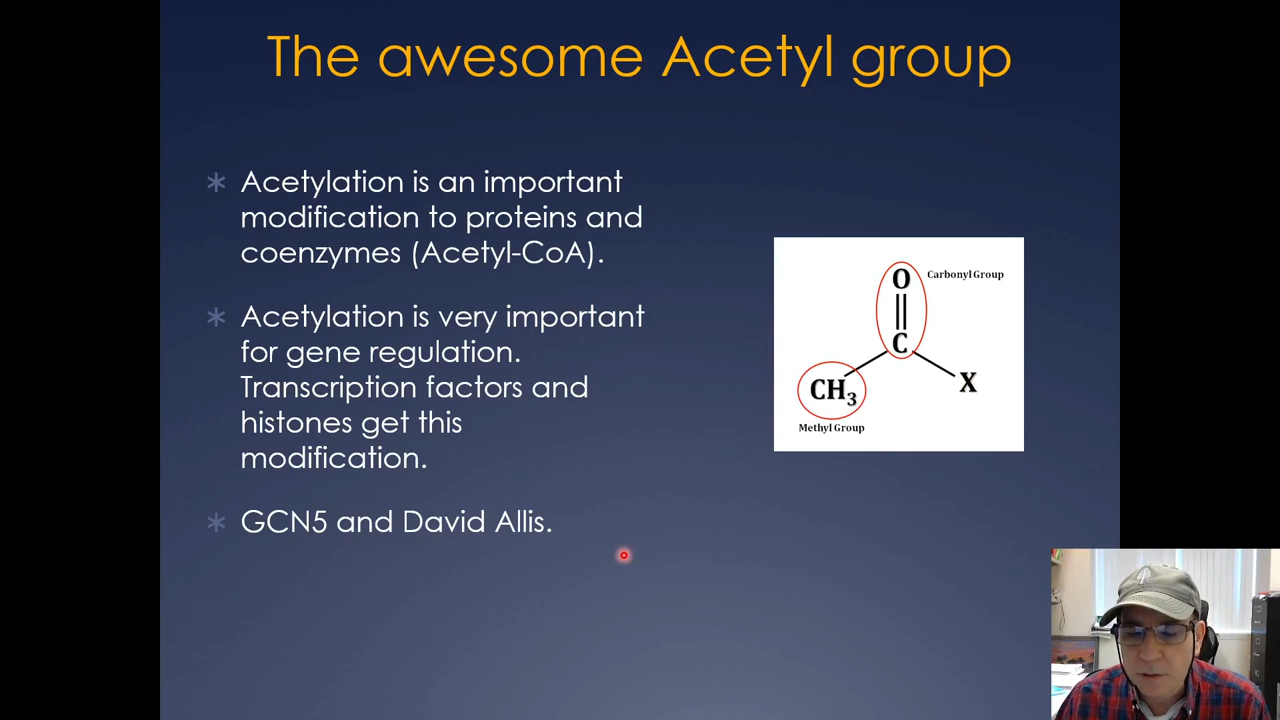 The awesome Acetyl group
Acetylation is an important
modification to proteins and
coenzymes (Acetyl-CoA).
Acetylation is very important
for gene regulation.
Transcription factors and
histones get this
modification.
GCN5 and David Allis.
O
Carbonyl Group
C
CH₃
X
Methyl Group